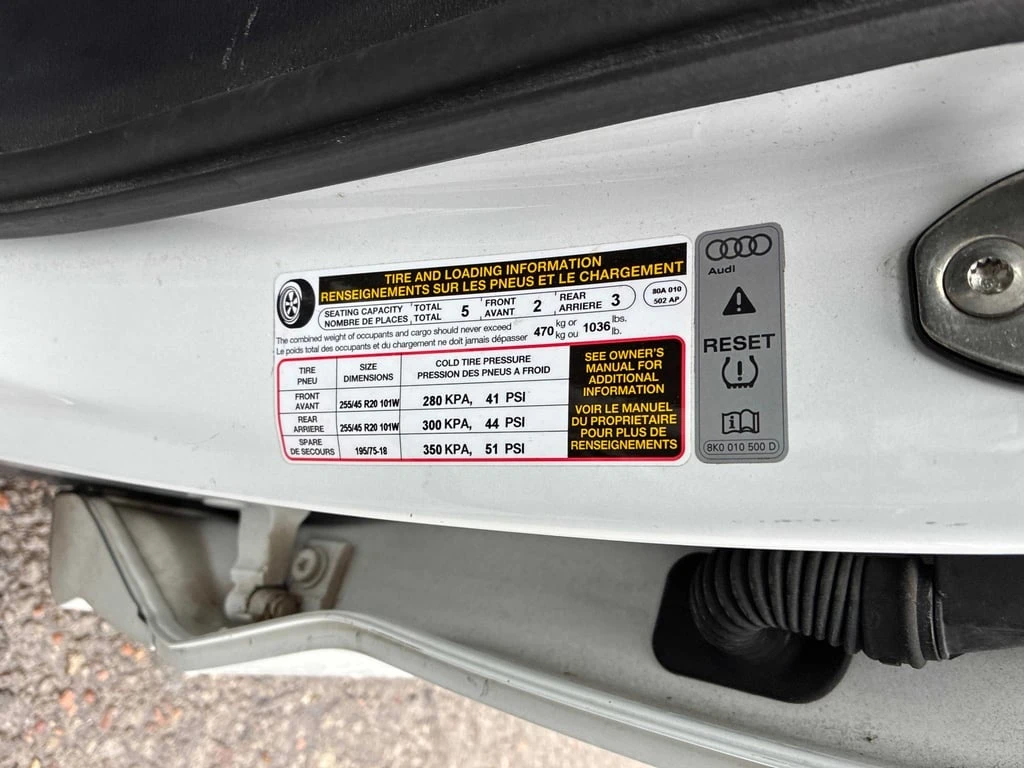 TIRE AND LOADING INFORMATION
RENSEIGNEMENTS SUR LES PNEUS ET LE CHARGEMENT
SEATING CAPACITY TOTAL 5 FRONT 2 REAR 3
NOMBRE DE PLACES TOTAL AVANT ARRIERE
80A 010
502 AP
The combined weight of occupants and cargo should never exceed 470 kg or 1036 lbs.
Le poids total des occupants et du chargement ne doit jamais dépasser kg ou lb.
TIRE SIZE COLD TIRE PRESSURE
PNEU DIMENSIONS PRESSION DES PNEUS A FROID
FRONT
AVANT 255/45 R20 101W 280 KPA, 41 PSI
REAR
ARRIERE 255/45 R20 101W 300 KPA, 44 PSI
SPARE
DE SECOURS 195/75-18 350 KPA, 51 PSI
SEE OWNER'S
MANUAL FOR
ADDITIONAL
INFORMATION
VOIR LE MANUEL
DU PROPRIETAIRE
POUR PLUS DE
RENSEIGNEMENTS
Audi
RESET
8K0 010 500 D